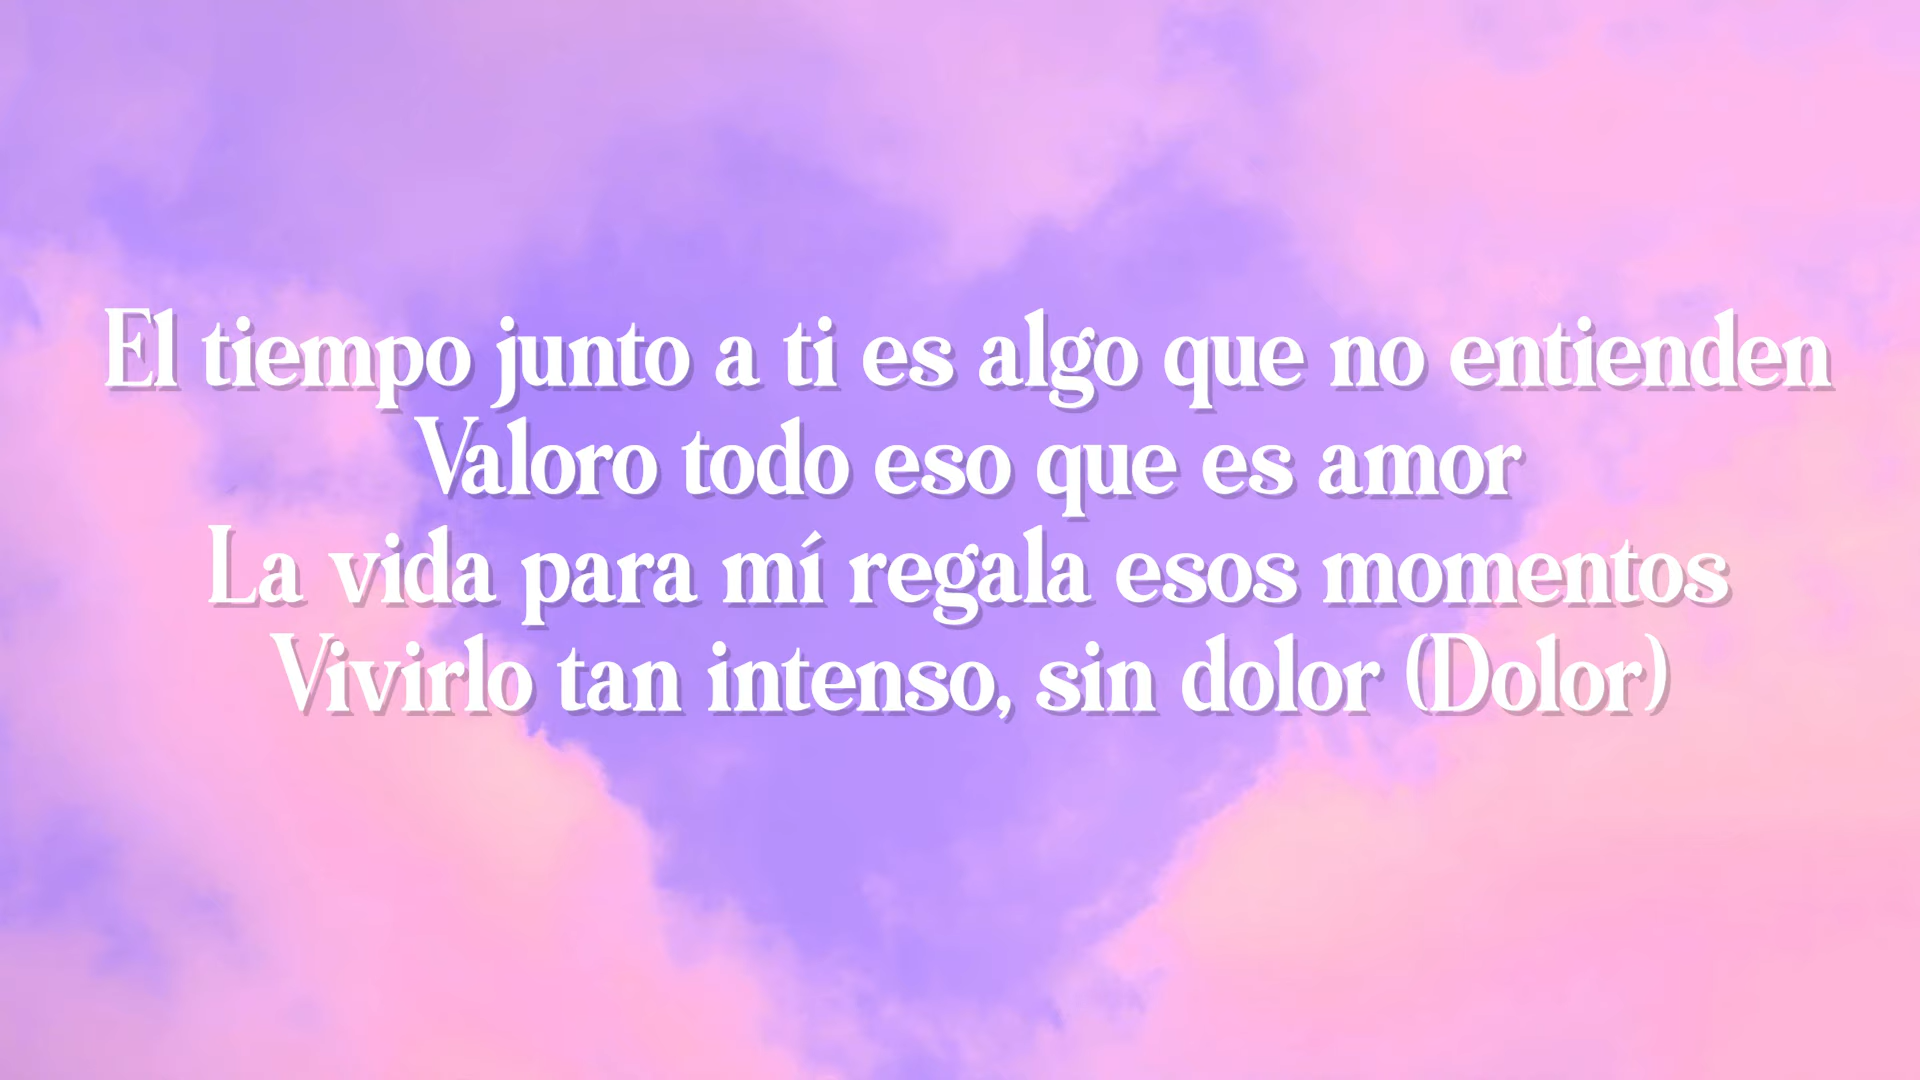 El tiempo junto a ti es algo que no entienden
Valoro todo eso que es amor
La vida para mí regala esos momentos
Vivirlo tan intenso, sin dolor (Dolor)